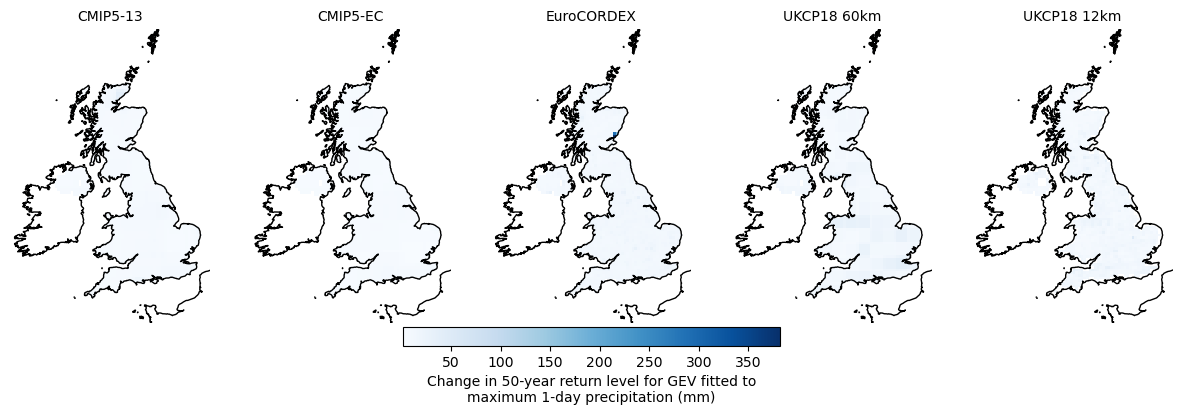 CMIP5-13 CMIP5-EC EuroCORDEX UKCP18 60km UKCP18 12km
50 100 150 200 250 300 350
Change in 50-year return level for GEV fitted to
maximum 1-day precipitation (mm)